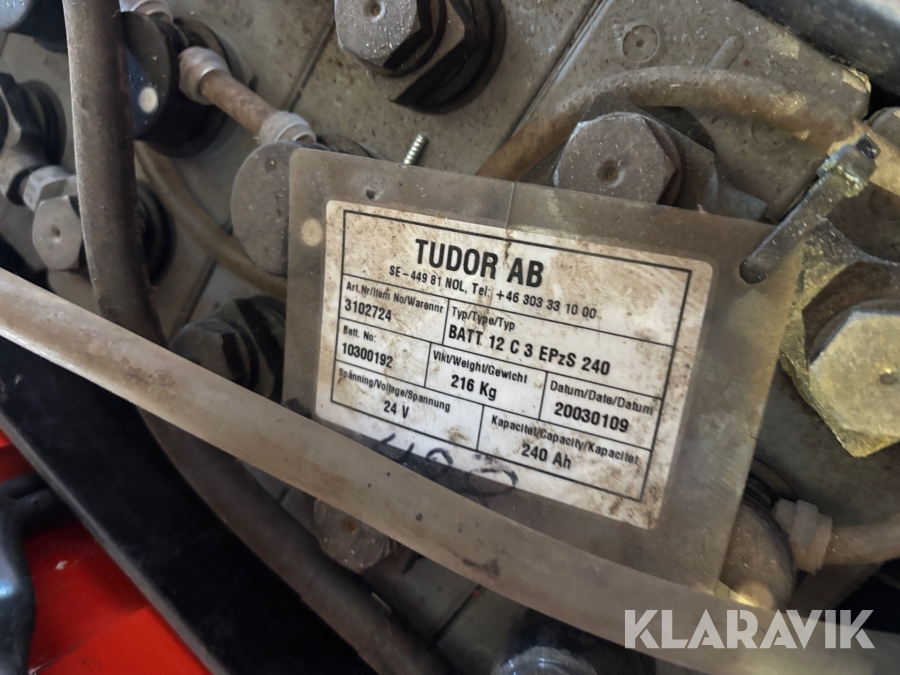 TUDOR AB
SE-449 81 NOL, Tel: +46 303 33 10 00
Art.Nr/Item No/Warennr
3102724
Typ/Type/Typ
BATT 12 C 3 EPzS 240
Batt. No:
10300192
Vikt/Weight/Gewicht
216 Kg
Datum/Date/Datum
20030109
Spänning/Voltage/Spannung
24 V
Kapacitet/Capacity/Kapacitet
240 Ah
KLARAVIK